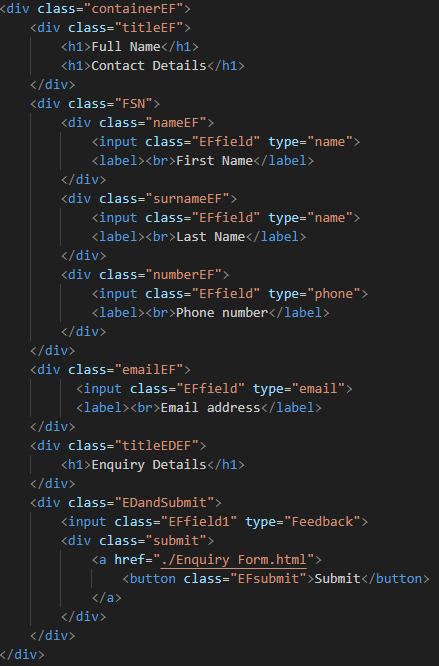 <div class="containerEF">
<div class="titleEF">
<h1>Full Name</h1>
<h1>Contact Details</h1>
</div>
<div class="FSN">
<div class="nameEF">
<input class="EFfield" type="name">
<label><br>First Name</label>
</div>
<div class="surnameEF">
<input class="EFfield" type="name">
<label><br>Last Name</label>
</div>
<div class="numberEF">
<input class="EFfield" type="phone">
<label><br>Phone number</label>
</div>
</div>
<div class="emailEF">
<input class="EFfield" type="email">
<label><br>Email address</label>
</div>
<div class="titleEDEF">
<h1>Enquiry Details</h1>
</div>
<div class="EDandSubmit">
<input class="EFfield1" type="Feedback">
<div class="submit">
<a href="./Enquiry Form.html">
<button class="EFsubmit">Submit</button>
</a>
</div>
</div>
</div>